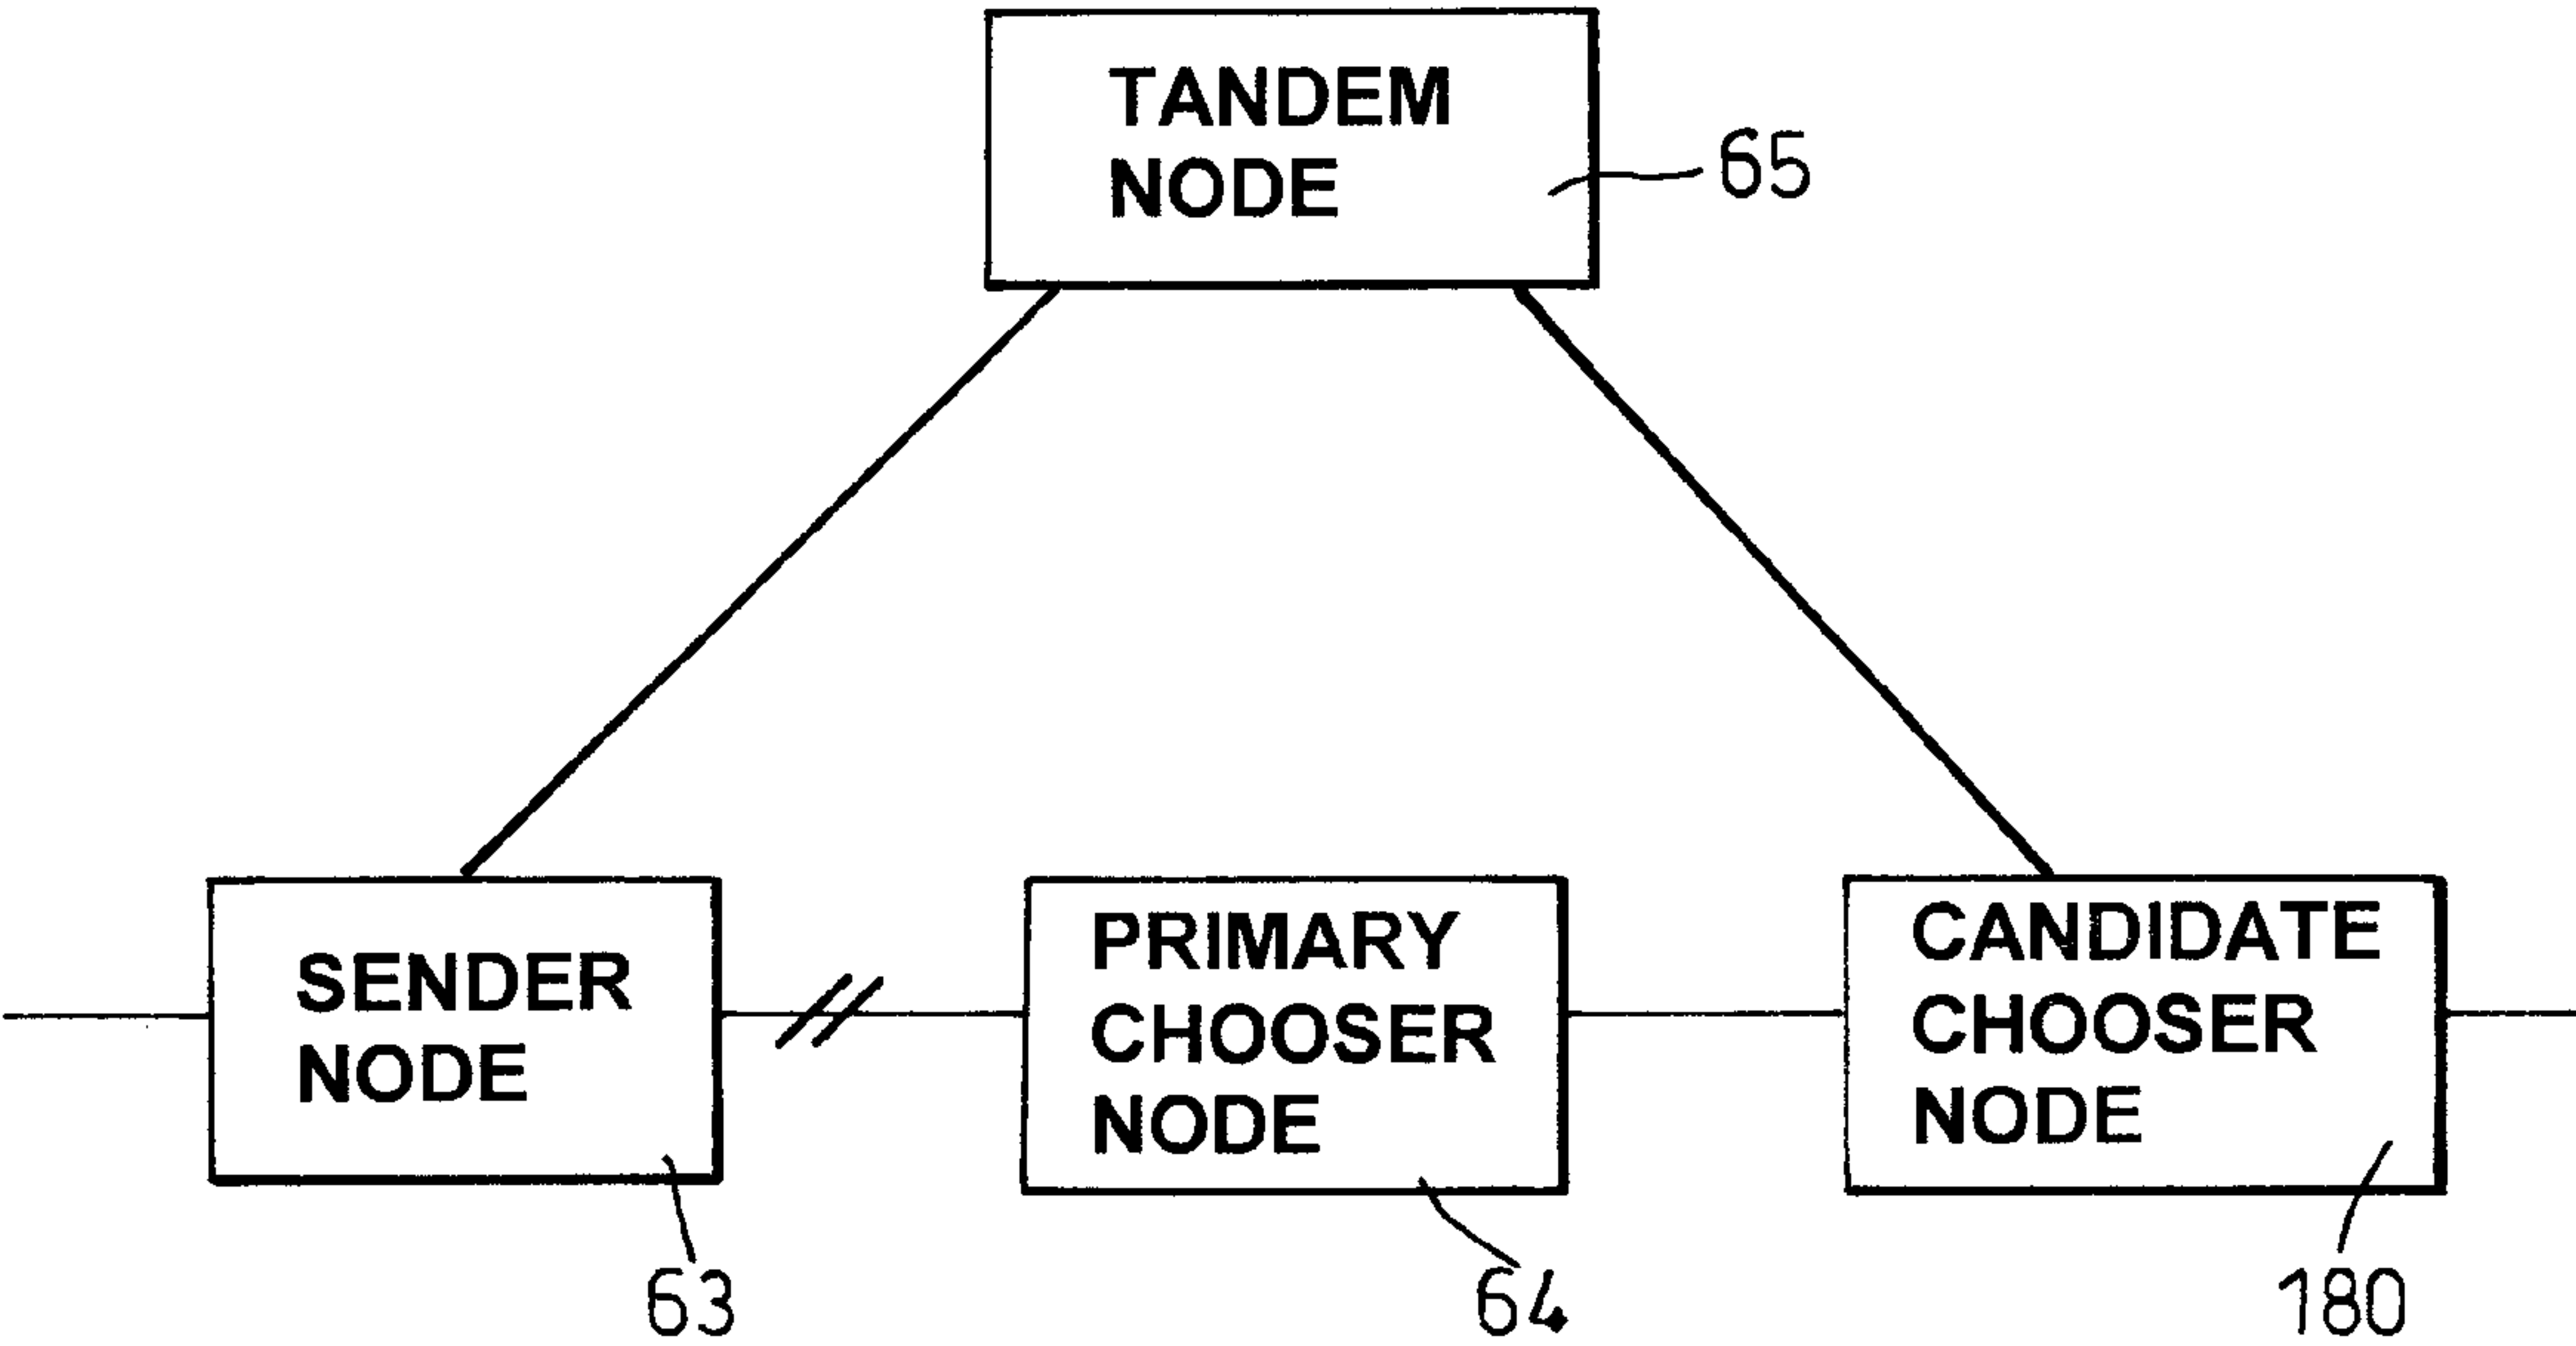 TANDEM
NODE
65
SENDER
NODE
63
PRIMARY
CHOOSER
NODE
64
CANDIDATE
CHOOSER
NODE
180